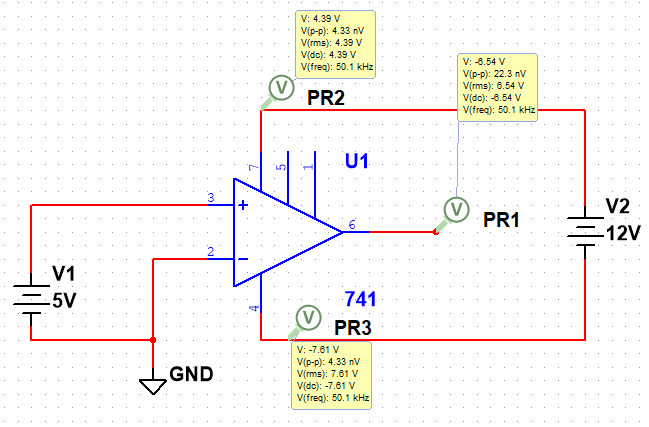 V: 4.39 V
V(p-p): 4.33 nV
V(rms): 4.39 V
V(dc): 4.39 V
V(freq): 50.1 kHz
PR2
V: -6.54 V
V(p-p): 22.3 nV
V(rms): 6.54 V
V(dc): -6.54 V
V(freq): 50.1 kHz
V
V
PR1
U1
7
5
1
3
+
2
6
4
V1
5V
V2
12V
741
V
PR3
V: -7.61 V
V(p-p): 4.33 nV
V(rms): 7.61 V
V(dc): -7.61 V
V(freq): 50.1 kHz
GND